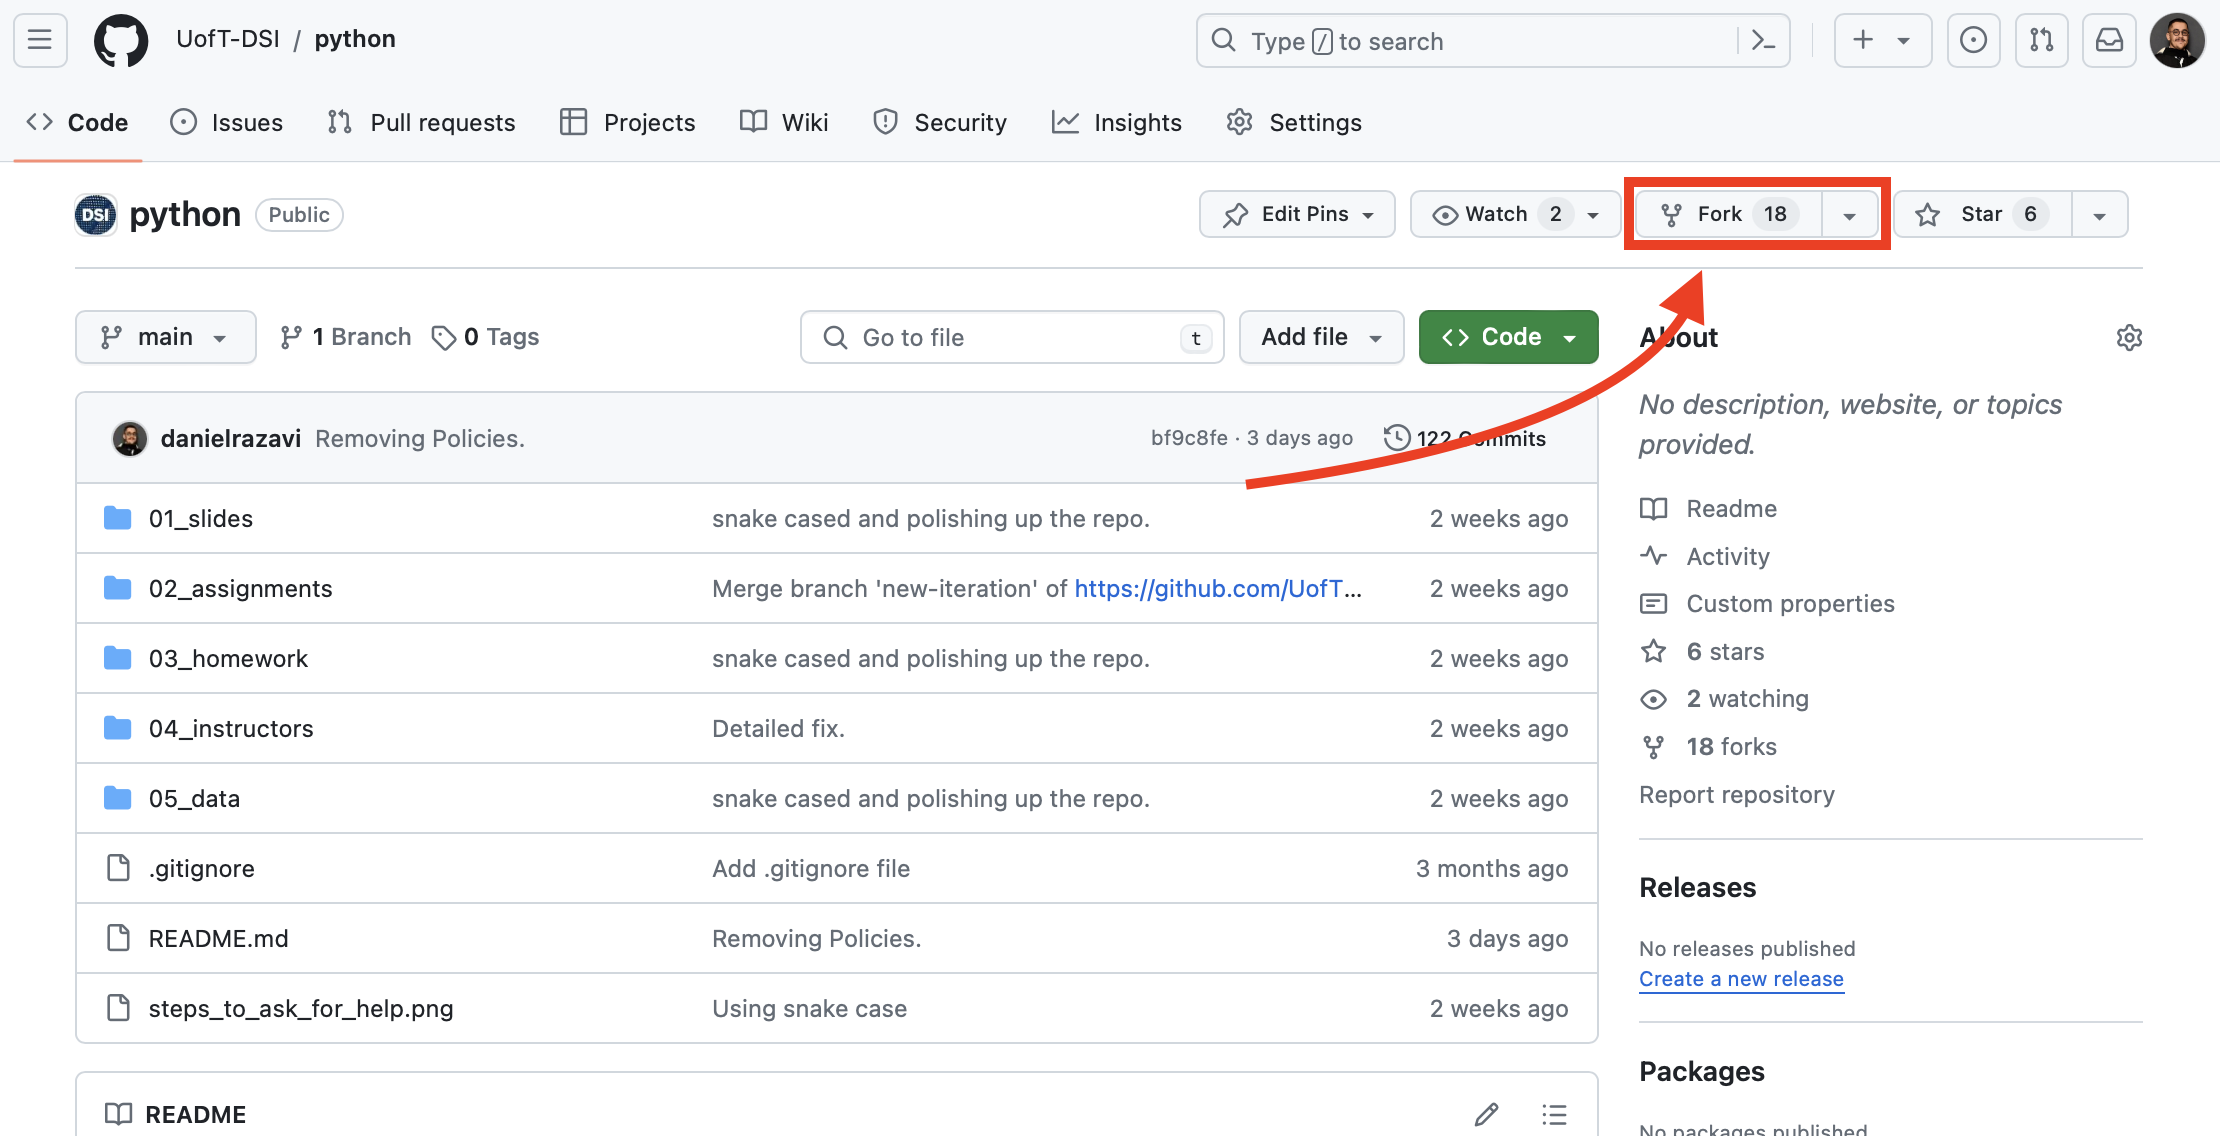 UofT-DSI / python
Type / to search
Code
Issues
Pull requests
Projects
Wiki
Security
Insights
Settings
DSI python Public
Edit Pins
Watch 2
Fork 18
Star 6
main
1 Branch
0 Tags
Go to file t
Add file
Code
danielrazavi Removing Policies. bf9c8fe · 3 days ago 122 Commits
01_slides snake cased and polishing up the repo. 2 weeks ago
02_assignments Merge branch 'new-iteration' of https://github.com/UofT... 2 weeks ago
03_homework snake cased and polishing up the repo. 2 weeks ago
04_instructors Detailed fix. 2 weeks ago
05_data snake cased and polishing up the repo. 2 weeks ago
.gitignore Add .gitignore file 3 months ago
README.md Removing Policies. 3 days ago
steps_to_ask_for_help.png Using snake case 2 weeks ago
README
About
No description, website, or topics
provided.
Readme
Activity
Custom properties
6 stars
2 watching
18 forks
Report repository
Releases
No releases published
Create a new release
Packages
No packages published